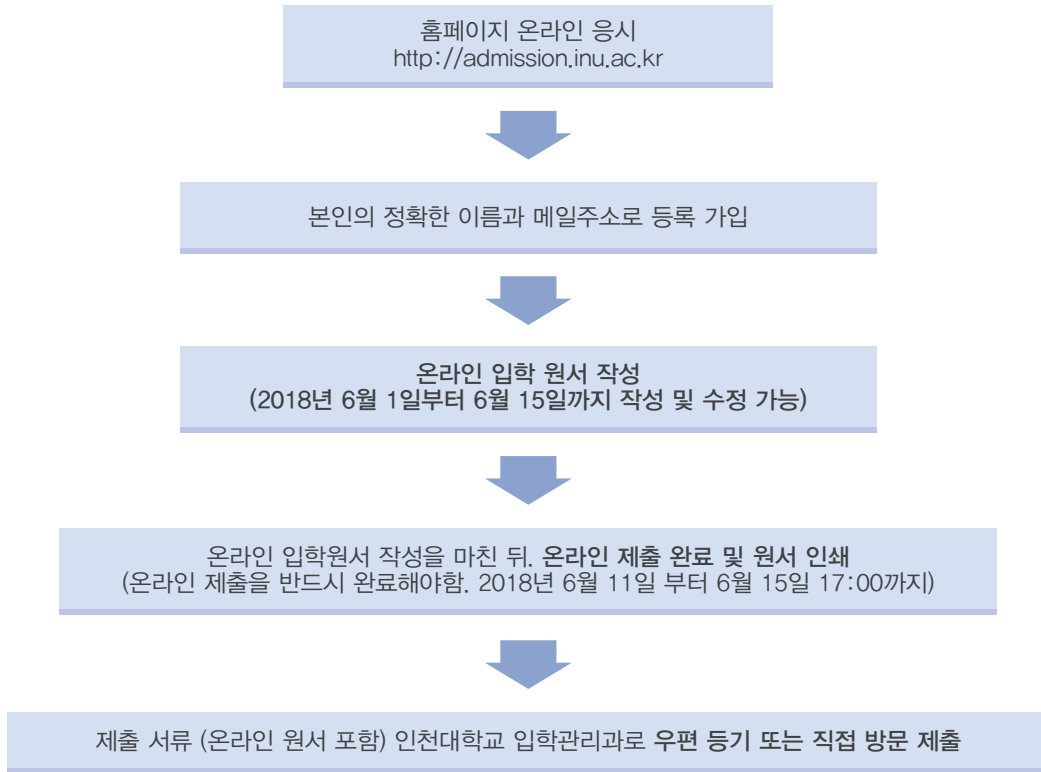 홈페이지 온라인 응시
http://admission.inu.ac.kr
본인의 정확한 이름과 메일주소로 등록 가입
온라인 입학 원서 작성
(2018년 6월 1일부터 6월 15일까지 작성 및 수정 가능)
온라인 입학원서 작성을 마친 뒤. 온라인 제출 완료 및 원서 인쇄
(온라인 제출을 반드시 완료해야함. 2018년 6월 11일 부터 6월 15일 17:00까지)
제출 서류 (온라인 원서 포함) 인천대학교 입학관리과로 우편 등기 또는 직접 방문 제출